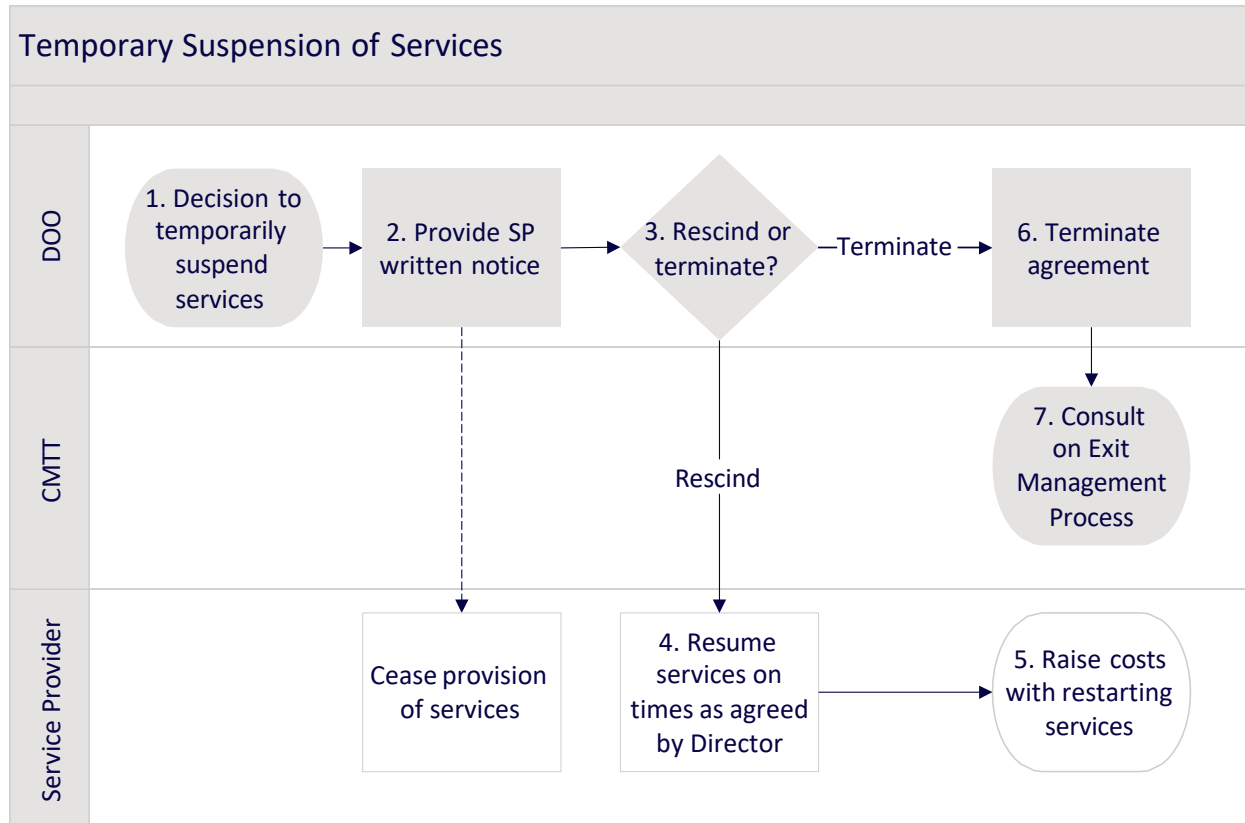 Temporary Suspension of Services
DOO
1. Decision to
temporarily
suspend
services
2. Provide SP
written notice
3. Rescind or
terminate?
Terminate
6. Terminate
agreement
CMTT
Rescind
7. Consult
on Exit
Management
Process
Service Provider
Cease provision
of services
4. Resume
services on
times as agreed
by Director
5. Raise costs
with restarting
services